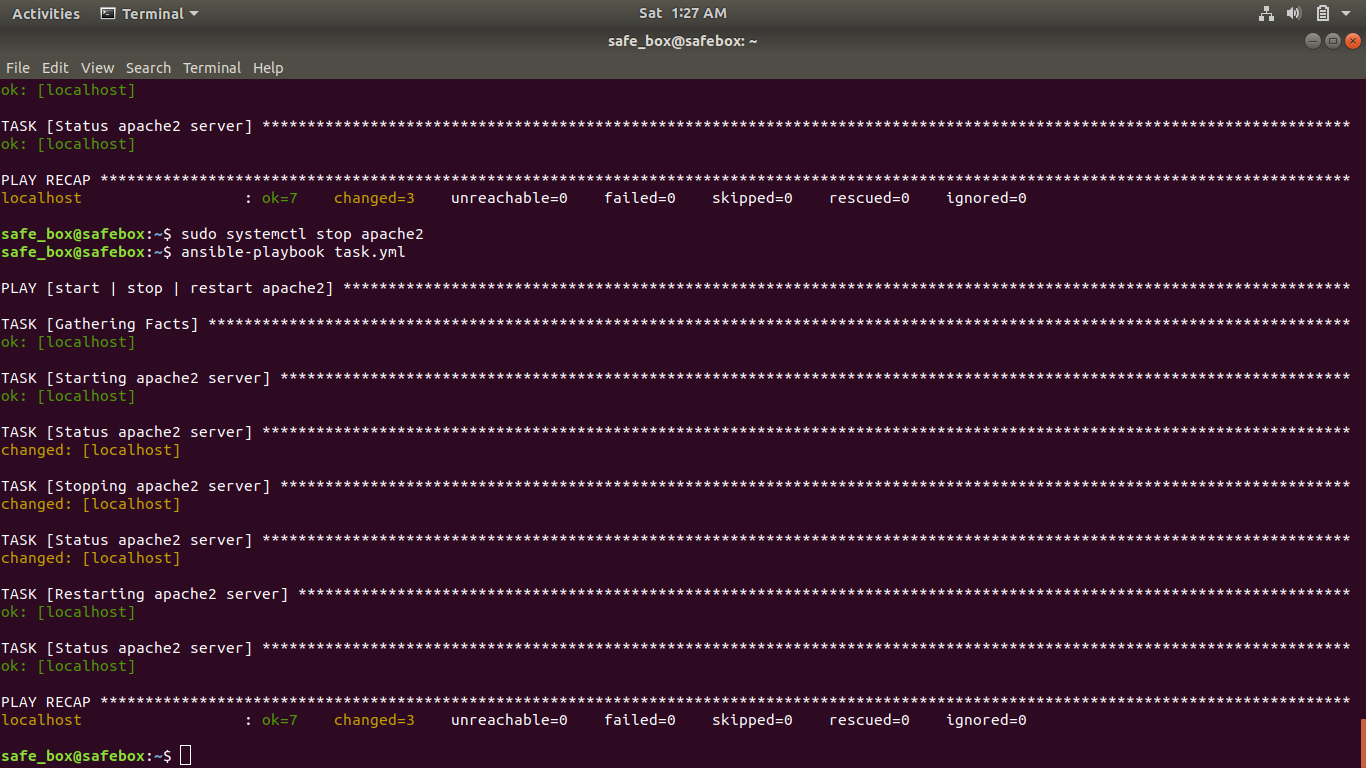 Activities Terminal Sat 1:27 AM
safe_box@safebox: ~
File Edit View Search Terminal Help
ok: [localhost]
TASK [Status apache2 server] *************************************************************************************************************************
ok: [localhost]
PLAY RECAP *******************************************************************************************************************************************
localhost                  : ok=7    changed=3    unreachable=0    failed=0    skipped=0    rescued=0    ignored=0
safe_box@safebox:~$ sudo systemctl stop apache2
safe_box@safebox:~$ ansible-playbook task.yml
PLAY [start | stop | restart apache2] ****************************************************************************************************************
TASK [Gathering Facts] *******************************************************************************************************************************
ok: [localhost]
TASK [Starting apache2 server] ***********************************************************************************************************************
ok: [localhost]
TASK [Status apache2 server] *************************************************************************************************************************
changed: [localhost]
TASK [Stopping apache2 server] ***********************************************************************************************************************
changed: [localhost]
TASK [Status apache2 server] *************************************************************************************************************************
changed: [localhost]
TASK [Restarting apache2 server] *********************************************************************************************************************
ok: [localhost]
TASK [Status apache2 server] *************************************************************************************************************************
ok: [localhost]
PLAY RECAP *******************************************************************************************************************************************
localhost                  : ok=7    changed=3    unreachable=0    failed=0    skipped=0    rescued=0    ignored=0
safe_box@safebox:~$